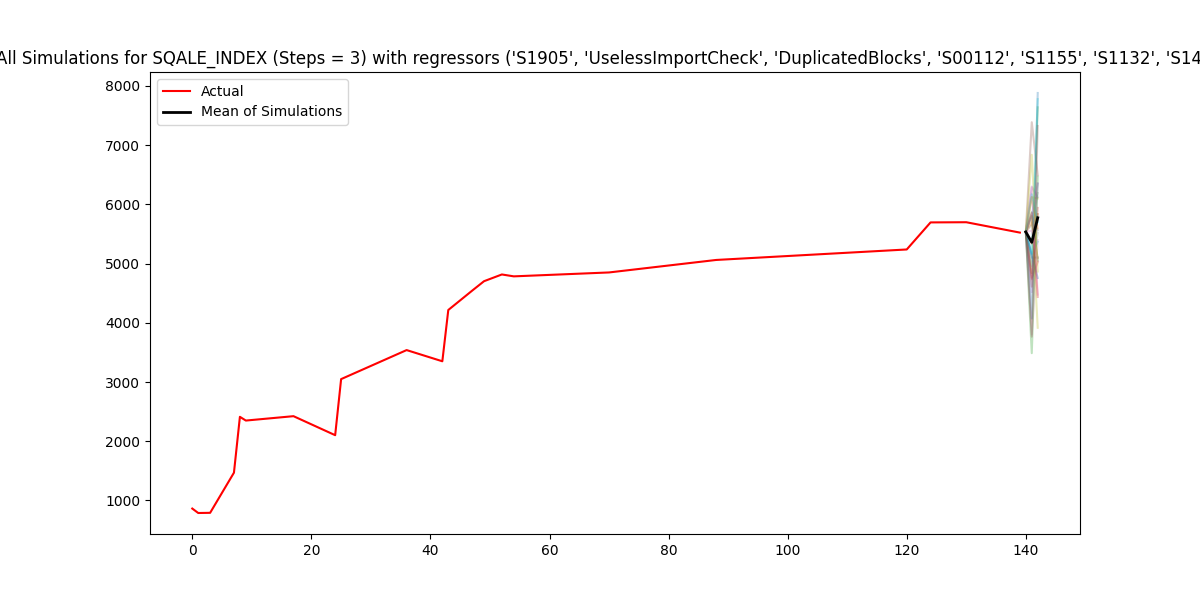 All Simulations for SQALE_INDEX (Steps = 3) with regressors ('S1905', 'UselessImportCheck', 'DuplicatedBlocks', 'S00112', 'S1155', 'S1132', 'S14
Actual
Mean of Simulations
8000
7000
6000
5000
4000
3000
2000
1000
0 20 40 60 80 100 120 140